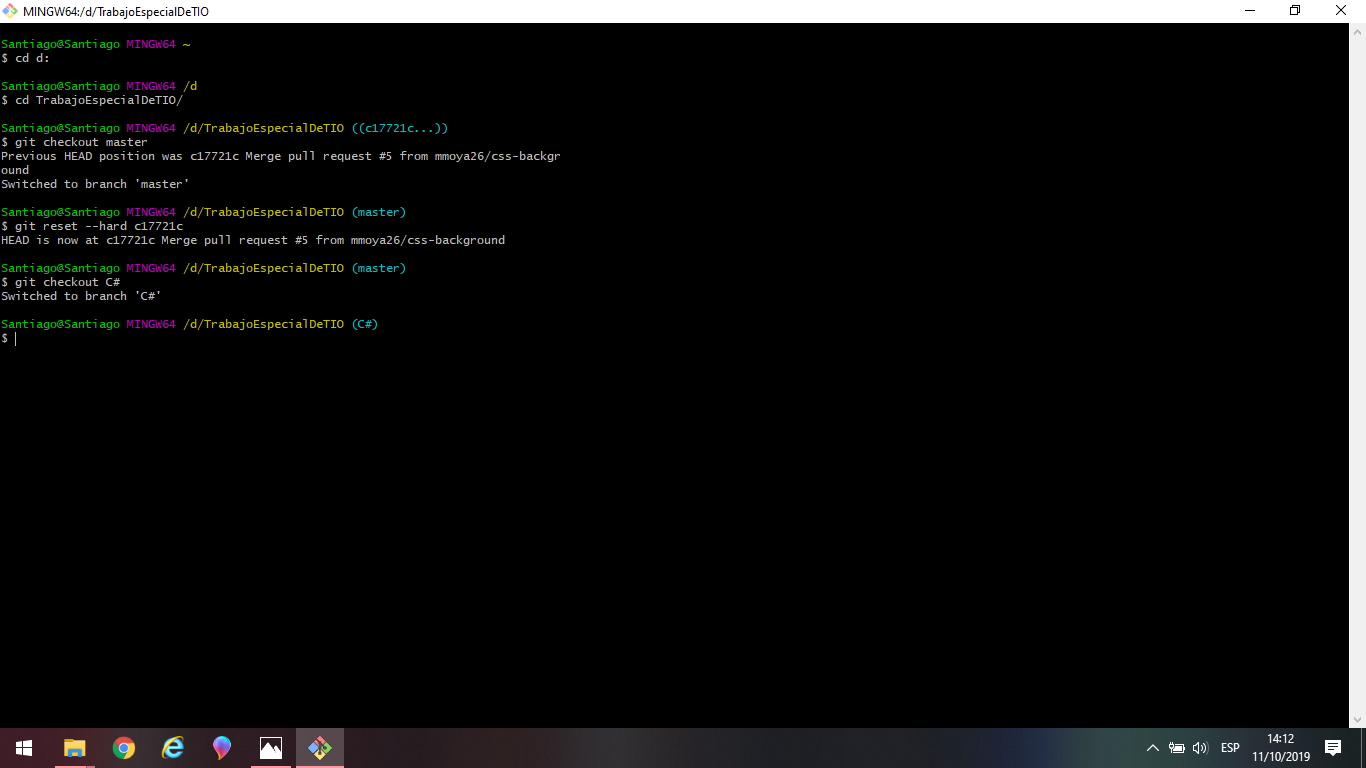 MINGW64:/d/TrabajoEspecialDeTIO
Santiago@Santiago MINGW64 ~
$ cd d:
Santiago@Santiago MINGW64 /d
$ cd TrabajoEspecialDeTIO/
Santiago@Santiago MINGW64 /d/TrabajoEspecialDeTIO ((c17721c...))
$ git checkout master
Previous HEAD position was c17721c Merge pull request #5 from mmoya26/css-backgr
ound
Switched to branch 'master'
Santiago@Santiago MINGW64 /d/TrabajoEspecialDeTIO (master)
$ git reset --hard c17721c
HEAD is now at c17721c Merge pull request #5 from mmoya26/css-background
Santiago@Santiago MINGW64 /d/TrabajoEspecialDeTIO (master)
$ git checkout C#
Switched to branch 'C#'
Santiago@Santiago MINGW64 /d/TrabajoEspecialDeTIO (C#)
$
ESP
14:12
11/10/2019